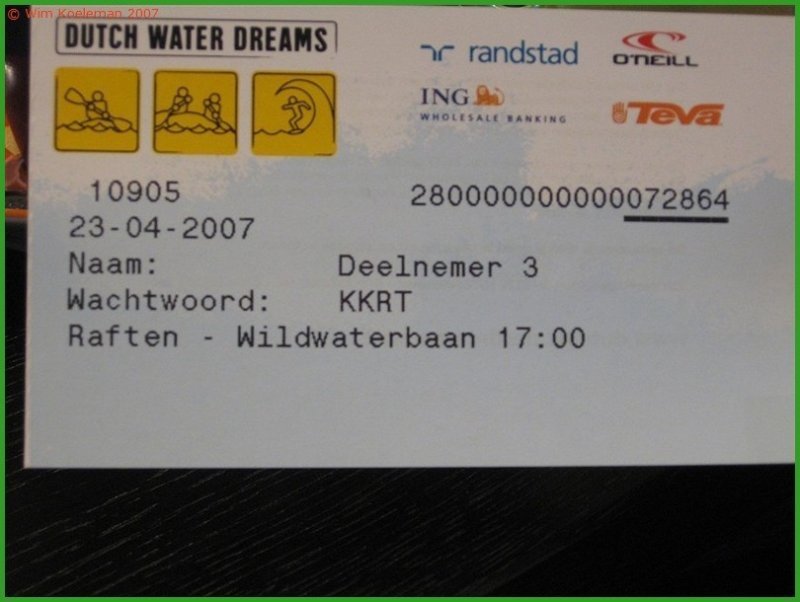 © Wim Koeleman 2007
DUTCH WATER DREAMS
randstad
O'NEILL
ING
WHOLESALE BANKING
Teva
10905
2800000000000072864
23-04-2007
Naam: Deelnemer 3
Wachtwoord: KKRT
Raften - Wildwaterbaan 17:00